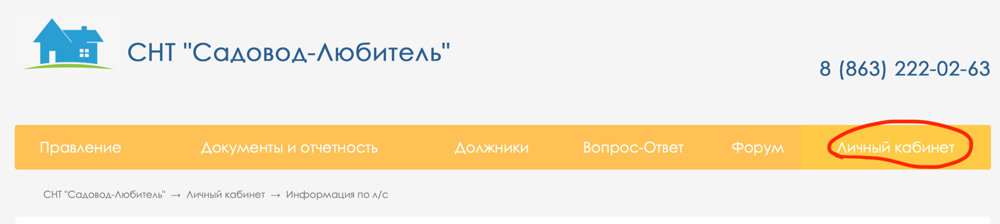 СНТ "Садовод-Любитель"
8 (863) 222-02-63
Правление Документы и отчетность Должники Вопрос-Ответ Форум Личный кабинет
СНТ "Садовод-Любитель" → Личный кабинет → Информация по л/с